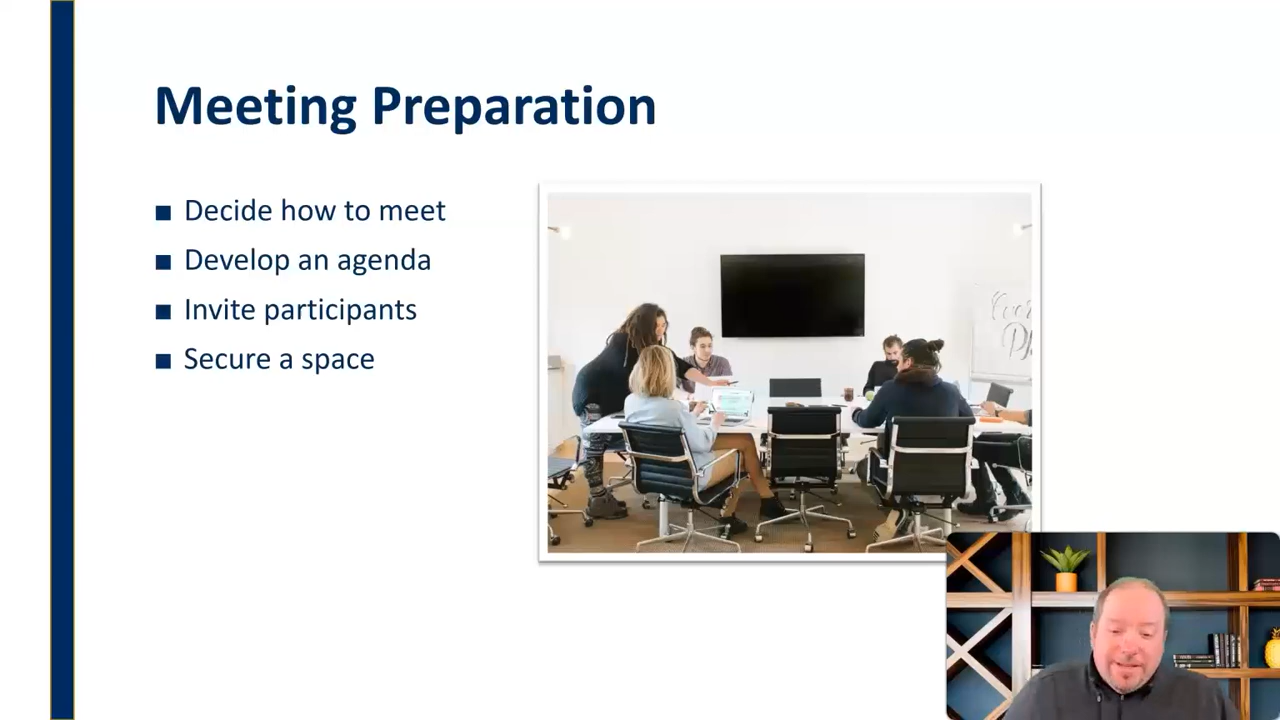 Meeting Preparation
Decide how to meet
Develop an agenda
Invite participants
Secure a space